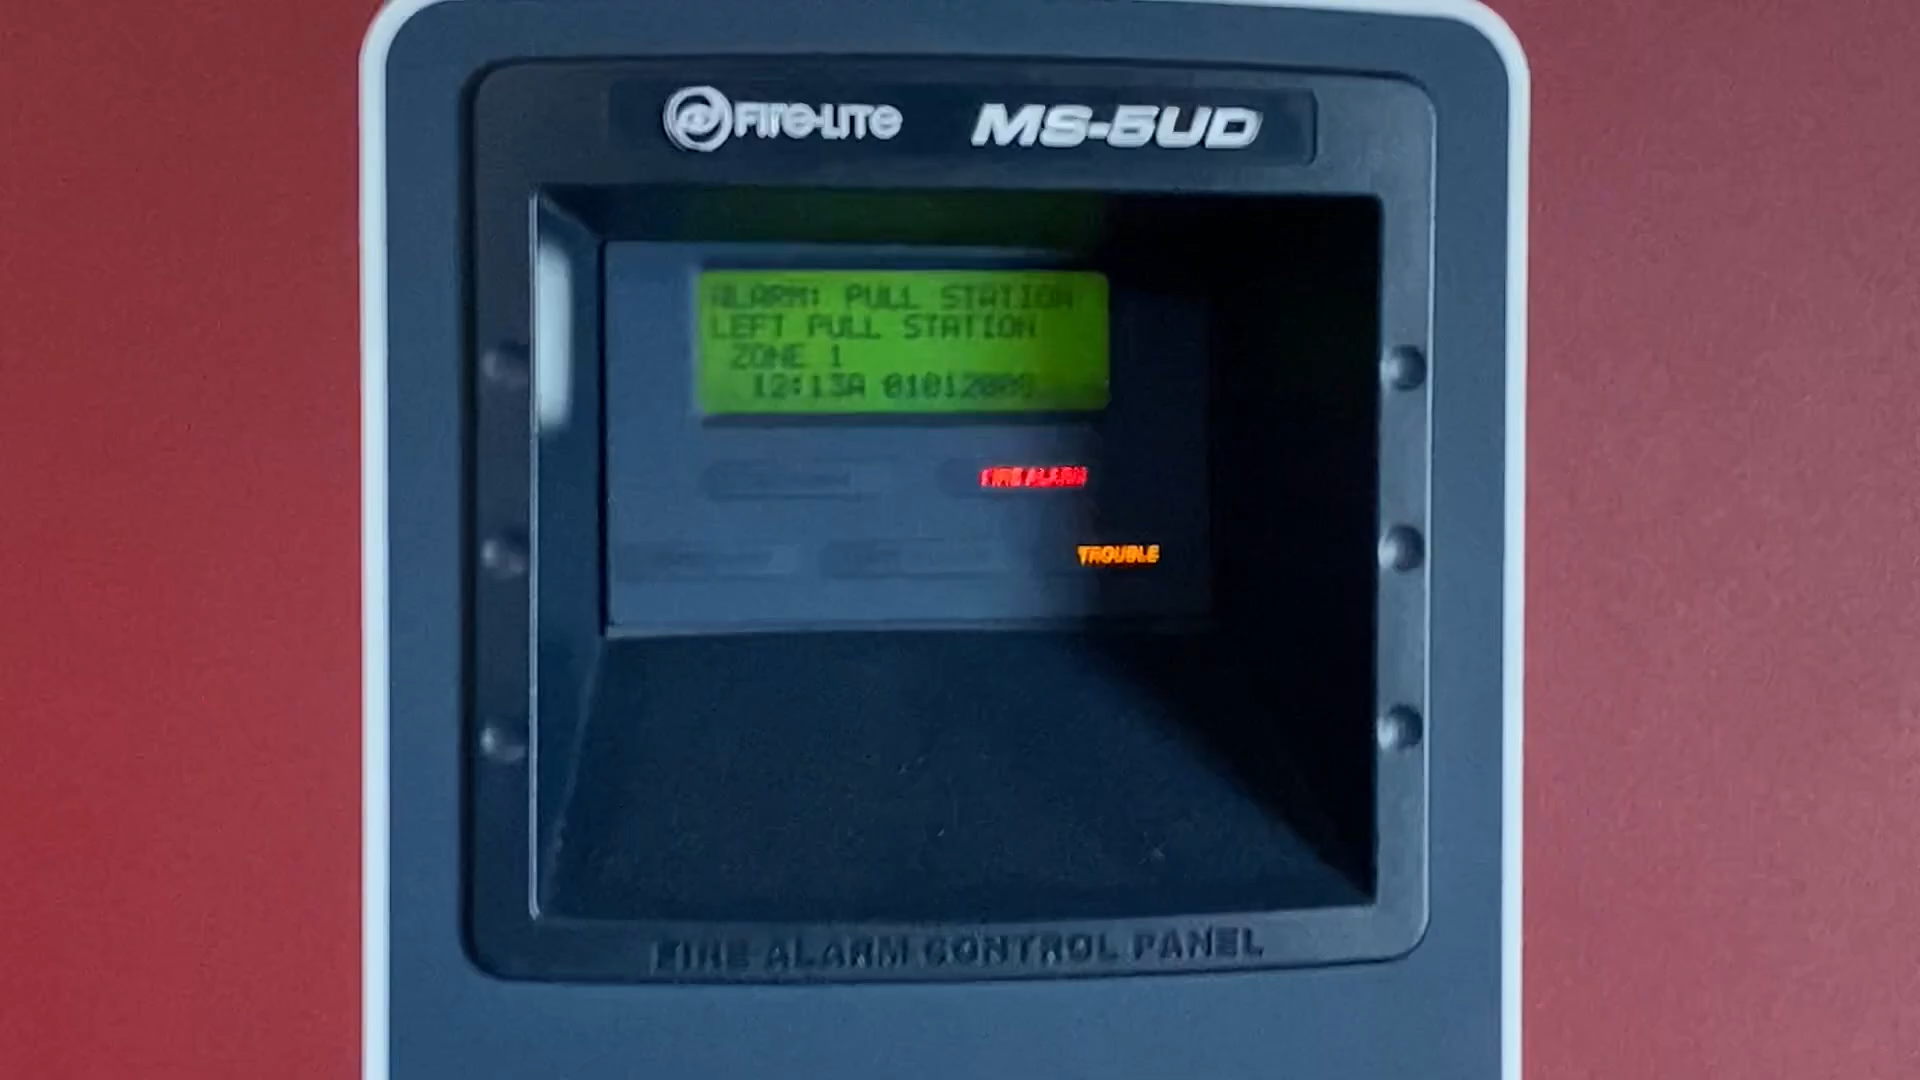 FIRE-LITE MS-5UD
ALARM: PULL STATION
LEFT PULL STATION
ZONE 1
12:13A
FIRE ALARM
TROUBLE
FIRE ALARM CONTROL PANEL